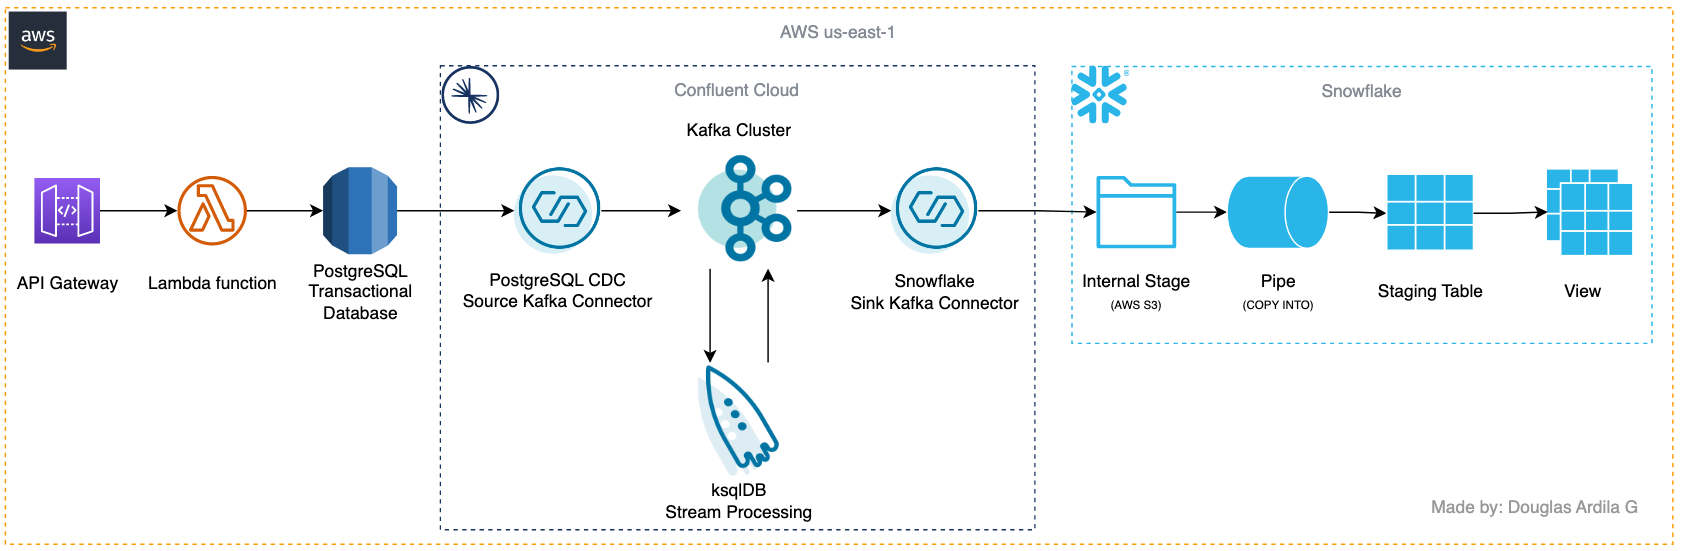 aws
AWS us-east-1
Confluent Cloud
Snowflake
Kafka Cluster
API Gateway
Lambda function
PostgreSQL
Transactional
Database
PostgreSQL CDC
Source Kafka Connector
Snowflake
Sink Kafka Connector
Internal Stage
(AWS S3)
Pipe
(COPY INTO)
Staging Table
View
ksqlDB
Stream Processing
Made by: Douglas Ardila G